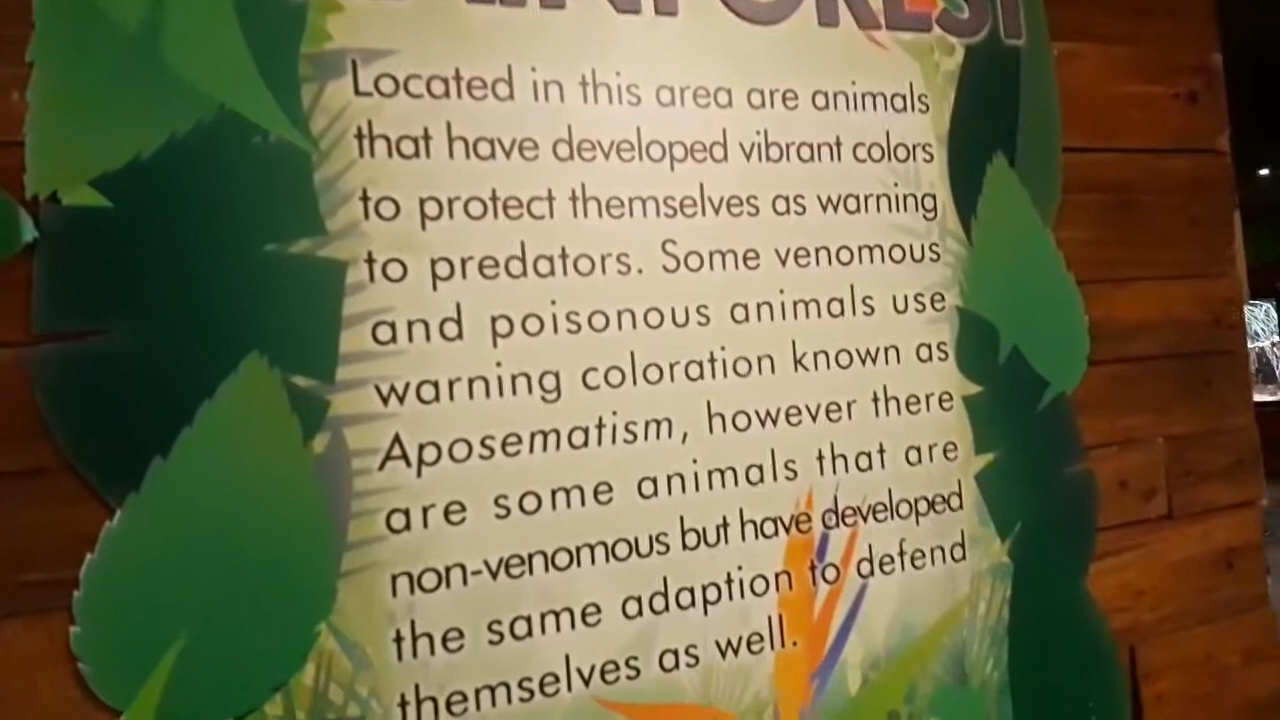 RAINFOREST
Located in this area are animals
that have developed vibrant colors
to protect themselves as warning
to predators. Some venomous
and poisonous animals use
warning coloration known as
Aposematism, however there
are some animals that are
non-venomous but have developed
the same adaption to defend
themselves as well.